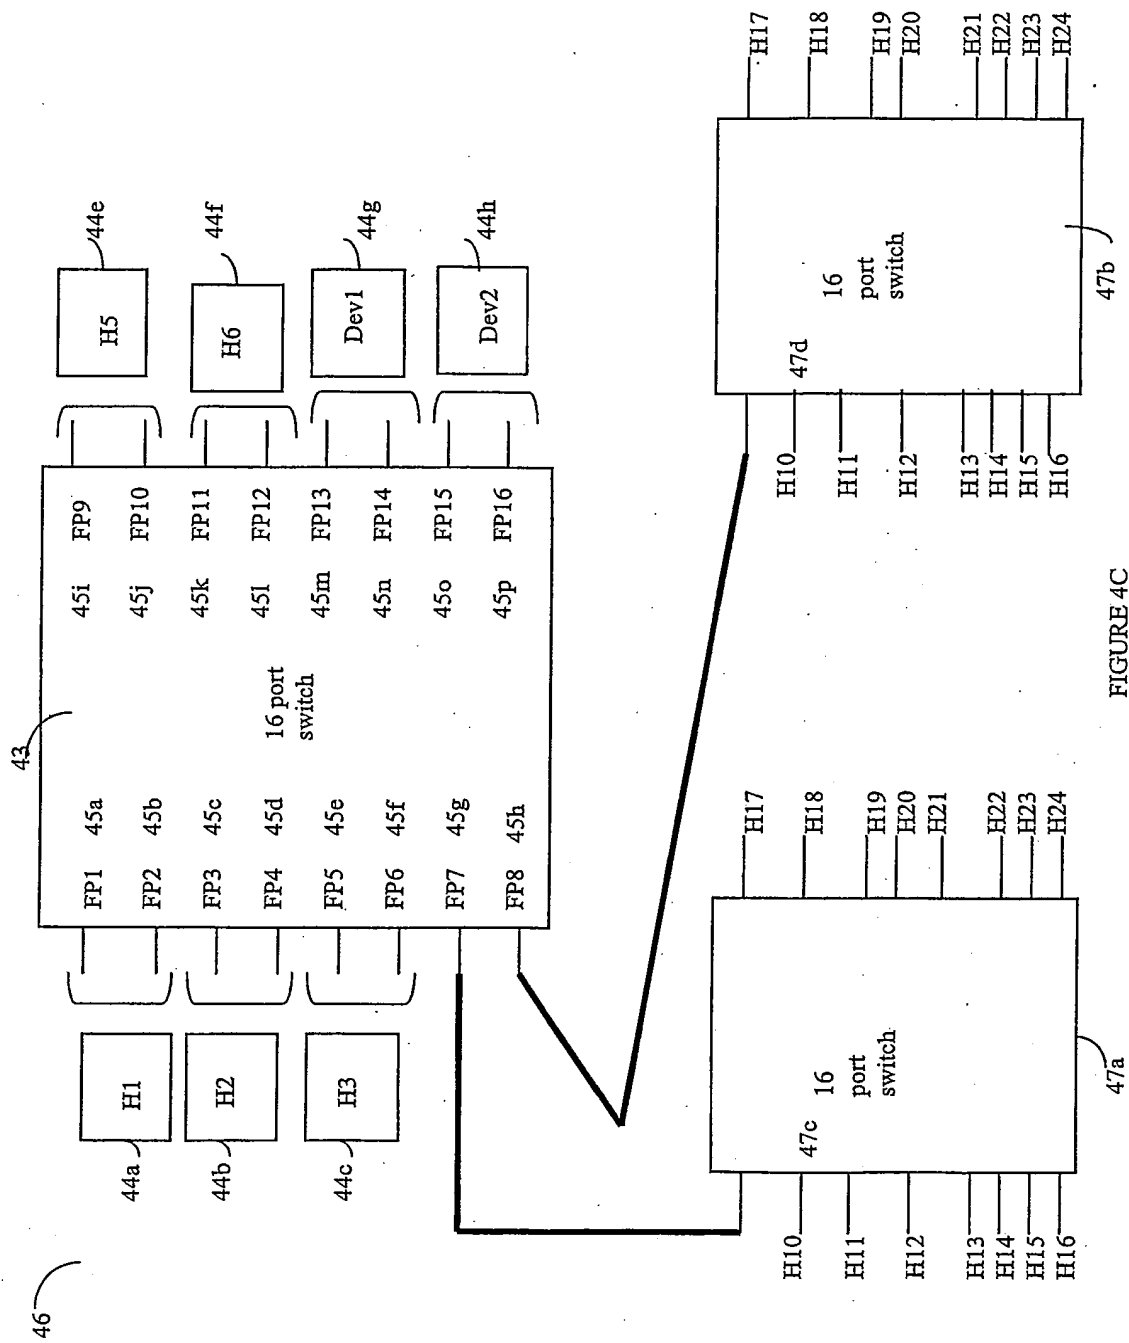 46
43
44a
H1
44b
H2
44c
H3
FP1 45a
FP2 45b
FP3 45c
FP4 45d
FP5 45e
FP6 45f
FP7 45g
FP8 45h
16 port
switch
45i FP9
45j FP10
45k FP11
45l FP12
45m FP13
45n FP14
45o FP15
45p FP16
H5
44e
H6
44f
Dev1
44g
Dev2
44h
H10
H11
H12
H13
H14
H15
H16
47c
16
port
switch
47a
H17
H18
H19
H20
H21
H22
H23
H24
H10
H11
H12
H13
H14
H15
H16
47d
16
port
switch
47b
H17
H18
H19
H20
H21
H22
H23
H24
FIGURE 4C